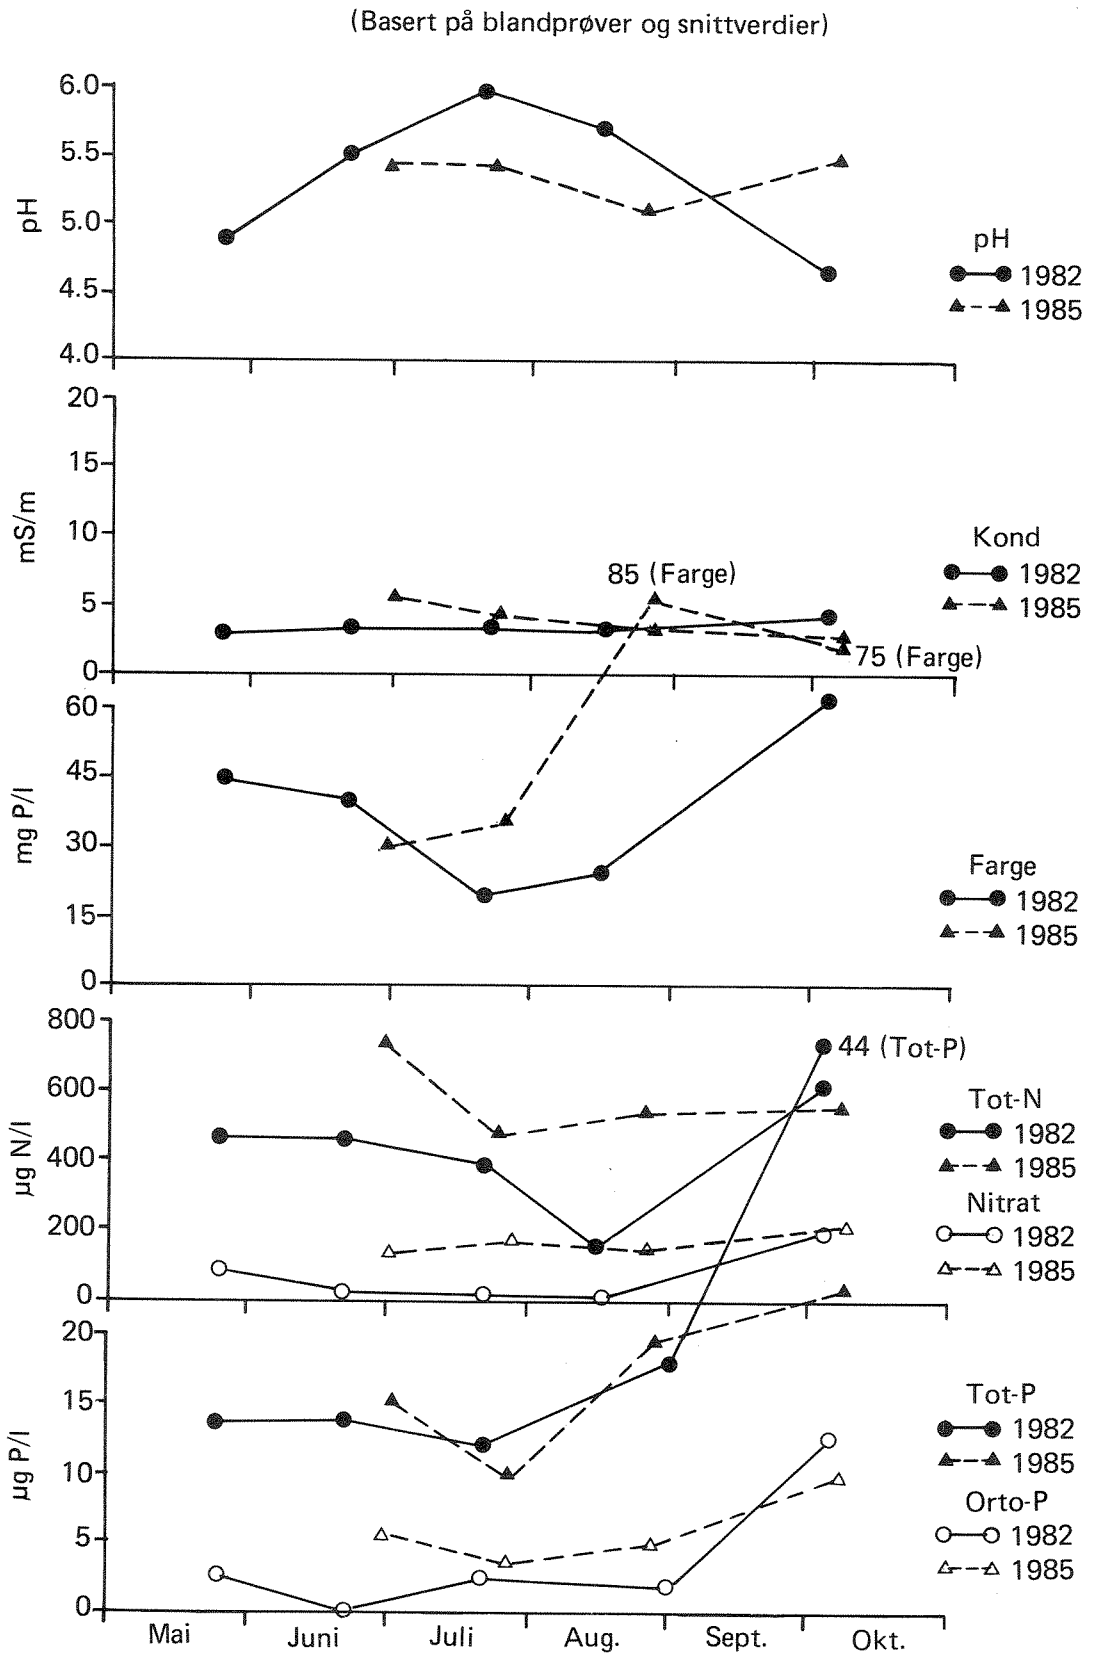 (Basert på blandprøver og snittverdier)
6.0
5.5
5.0
4.5
4.0
pH
pH
1982
1985
20
15
10
5
0
mS/m
85 (Farge)
75 (Farge)
Kond
1982
1985
60
45
30
15
0
mg P/l
Farge
1982
1985
800
600
400
200
0
µg N/l
44 (Tot-P)
Tot-N
1982
1985
Nitrat
1982
1985
20
15
10
5
0
µg P/l
Tot-P
1982
1985
Orto-P
1982
1985
Mai Juni Juli Aug. Sept. Okt.